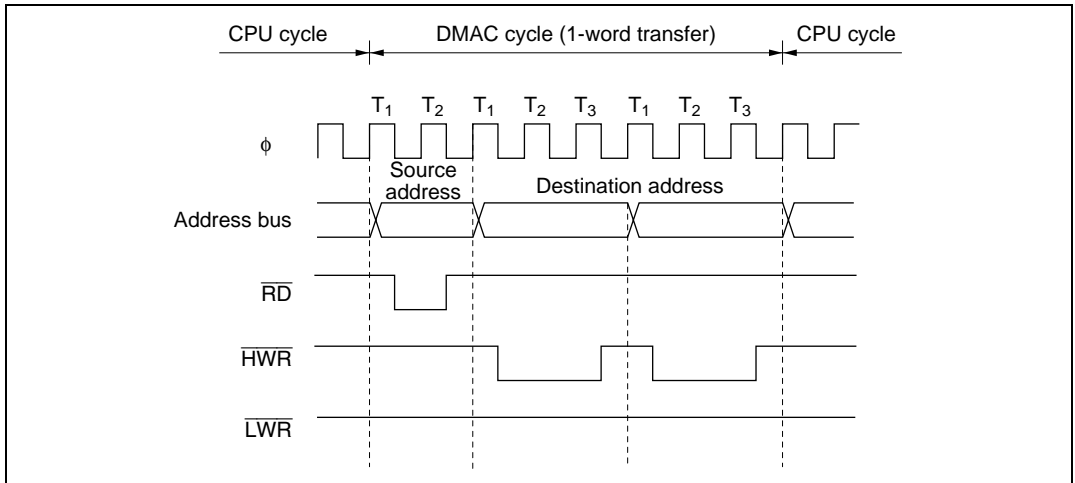 CPU cycle DMAC cycle (1-word transfer) CPU cycle
T1 T2 T1 T2 T3 T1 T2 T3
φ
Source address
Destination address
Address bus
RD
HWR
LWR